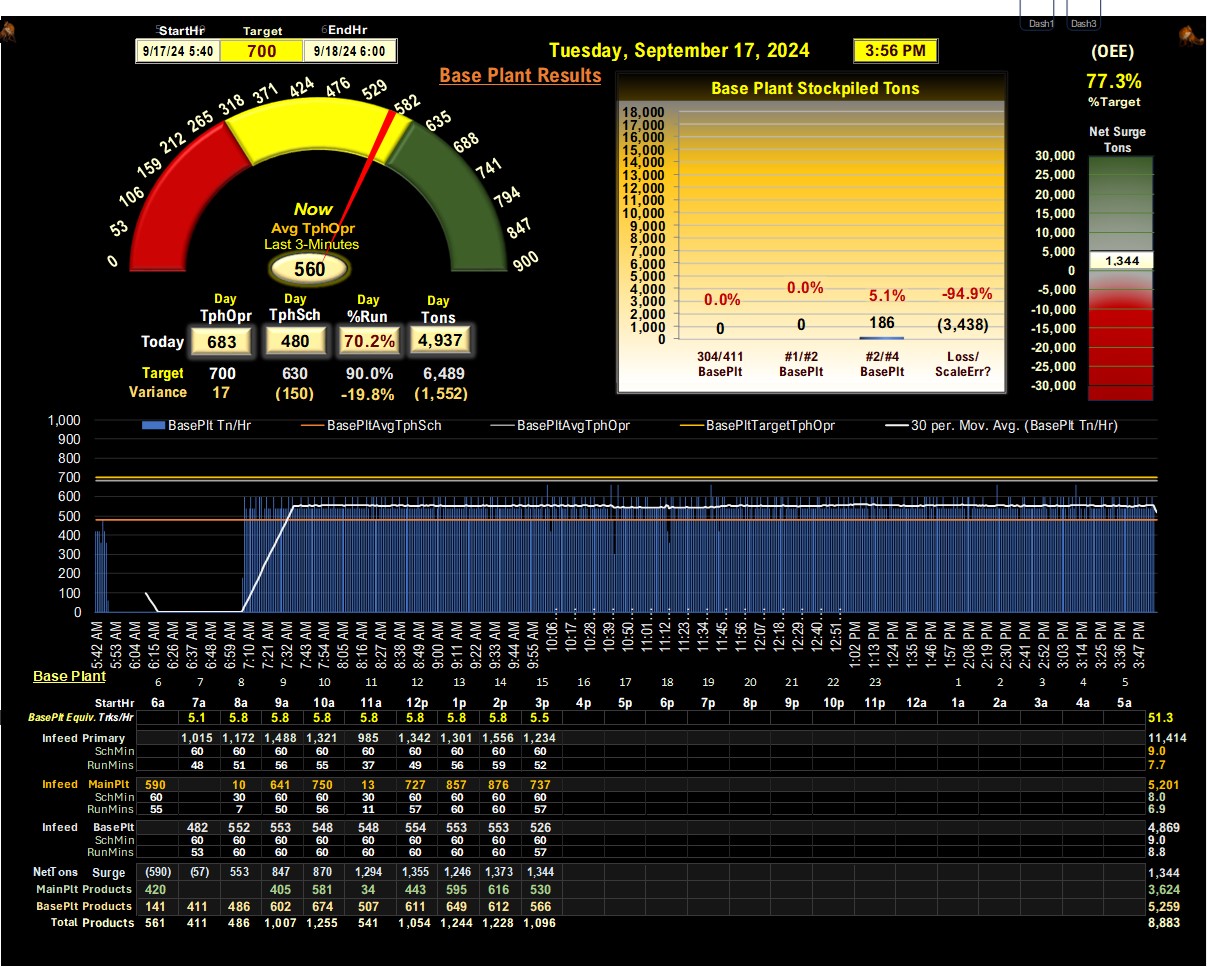 Dash1 Dash3
StartHr Target EndHr
9/17/24 5:40 700 9/18/24 6:00
Tuesday, September 17, 2024 3:56 PM
Base Plant Results
(OEE)
77.3%
%Target
Net Surge
Tons
30,000
25,000
20,000
15,000
10,000
5,000
0
-5,000
-10,000
-15,000
-20,000
-25,000
-30,000
1,344
0 53 106 159 212 265 318 371 424 476 529 582 635 688 741 794 847 900
Now
Avg TphOpr
Last 3-Minutes
560
Day Day Day Day
TphOpr TphSch %Run Tons
Today 683 480 70.2% 4,937
Target 700 630 90.0% 6,489
Variance 17 (150) -19.8% (1,552)
Base Plant Stockpiled Tons
18,000
17,000
16,000
15,000
14,000
13,000
12,000
11,000
10,000
9,000
8,000
7,000
6,000
5,000
4,000
3,000
2,000
1,000
0
0.0% 0.0% 5.1% -94.9%
0 0 186 (3,438)
304/411 #1/#2 #2/#4 Loss/
BasePlt BasePlt BasePlt ScaleErr?
BasePlt Tn/Hr BasePltAvgTphSch BasePltAvgTphOpr BasePltTargetTphOpr 30 per. Mov. Avg. (BasePlt Tn/Hr)
1,000
900
800
700
600
500
400
300
200
100
0
5:42 AM 5:53 AM 6:04 AM 6:15 AM 6:26 AM 6:37 AM 6:48 AM 6:59 AM 7:10 AM 7:21 AM 7:32 AM 7:43 AM 7:54 AM 8:05 AM 8:16 AM 8:27 AM 8:38 AM 8:49 AM 9:00 AM 9:11 AM 9:22 AM 9:33 AM 9:44 AM 9:55 AM 10:06… 10:17… 10:28… 10:39… 10:50… 11:01… 11:12… 11:23… 11:34… 11:45… 11:56… 12:07… 12:18… 12:29… 12:40… 12:51… 1:02 PM 1:13 PM 1:24 PM 1:35 PM 1:46 PM 1:57 PM 2:08 PM 2:19 PM 2:30 PM 2:41 PM 2:52 PM 3:03 PM 3:14 PM 3:25 PM 3:36 PM 3:47 PM
Base Plant
6 7 8 9 10 11 12 13 14 15 16 17 18 19 20 21 22 23 1 2 3 4 5
StartHr 6a 7a 8a 9a 10a 11a 12p 1p 2p 3p 4p 5p 6p 7p 8p 9p 10p 11p 12p 1a 2a 3a 4a 5a
BasePlt Equiv. Trks/Hr 5.1 5.8 5.8 5.8 5.8 5.8 5.8 5.8 5.5 51.3
Infeed Primary 1,015 1,172 1,488 1,321 985 1,342 1,301 1,556 1,234 11,414
SchMin 60 60 60 60 60 60 60 60 60 9.0
RunMins 48 51 56 55 37 49 56 59 52 7.7
Infeed MainPlt 590 10 641 750 13 727 857 876 737 5,201
SchMin 60 30 60 60 30 60 60 60 60 8.0
RunMins 55 7 50 56 11 57 60 60 57 6.9
Infeed BasePlt 482 552 553 548 548 554 553 553 526 4,869
SchMin 60 60 60 60 60 60 60 60 60 9.0
RunMins 53 60 60 60 60 60 60 60 57 8.8
NetTons Surge (590) (57) 553 847 870 1,294 1,355 1,246 1,373 1,344 1,344
MainPlt Products 420 405 581 34 443 595 616 530 3,624
BasePlt Products 141 411 486 602 674 507 611 649 612 566 5,259
Total Products 561 411 486 1,007 1,255 541 1,054 1,244 1,228 1,096 8,883